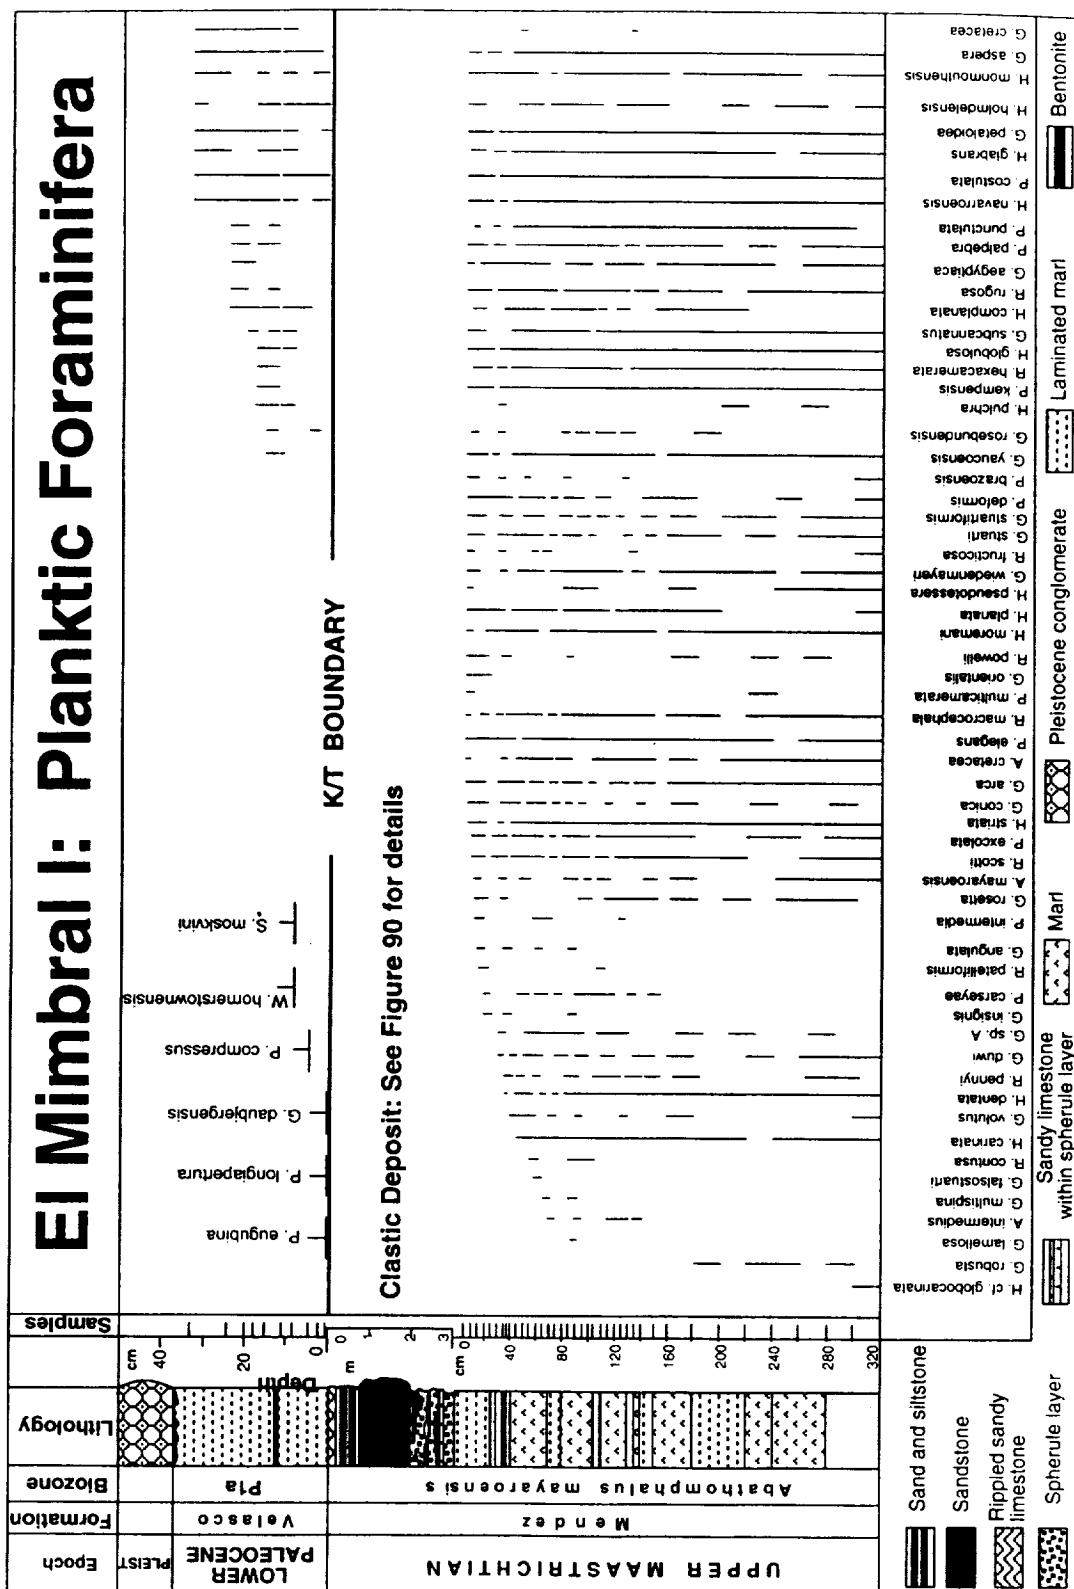 El Mimbral I: Planktic Foraminifera
Epoch
Formation
Biozone
Lithology
Samples
PLEIST
LOWER
PALEOCENE
UPPER MAASTRICHTIAN
Velasco
Mendez
P1a
Abathomphalus mayaroensis
cm
40
20
0
Depth
0
m
1
2
3
cm
0
40
80
120
160
200
240
280
320
K/T BOUNDARY
Clastic Deposit: See Figure 90 for details
P. eugubina
P. longiapertura
G. daubjergensis
P. compressus
W. hornerstownensis
S. moskvini
H. cf. globocarinata
G. robusta
G. lamellosa
A. intermedius
G. multispina
G. falsostuarti
R. contusa
H. carinata
G. volutus
H. dentata
R. pennyi
G. duwi
G. sp. A
G. insignis
P. carseyae
R. patelliformis
G. angulata
P. intermedia
G. rosetta
A. mayaroensis
R. scotti
P. excolata
H. striata
G. conica
G. arca
A. cretacea
P. elegans
R. macrocephala
P. multicamerata
G. orientalis
R. powelli
H. moremani
H. planata
H. pseudotessera
G. wiedenmayeri
R. fructicosa
G. stuarti
G. stuartiformis
P. deformis
P. brazoensis
G. yaucoensis
G. rosebundensis
H. pulchra
P. kempensis
R. hexacamerata
H. globulosa
G. subcarinatus
H. complanata
R. rugosa
G. aegyptiaca
P. palpebra
P. punctulata
H. navarroensis
P. costulata
H. glabrans
G. petaloidea
H. holmdelensis
H. monmouthensis
G. aspera
G. cretacea
Sand and siltstone
Sandstone
Rippled sandy
limestone
Spherule layer
Sandy limestone
within spherule layer
Marl
Pleistocene conglomerate
Laminated marl
Bentonite